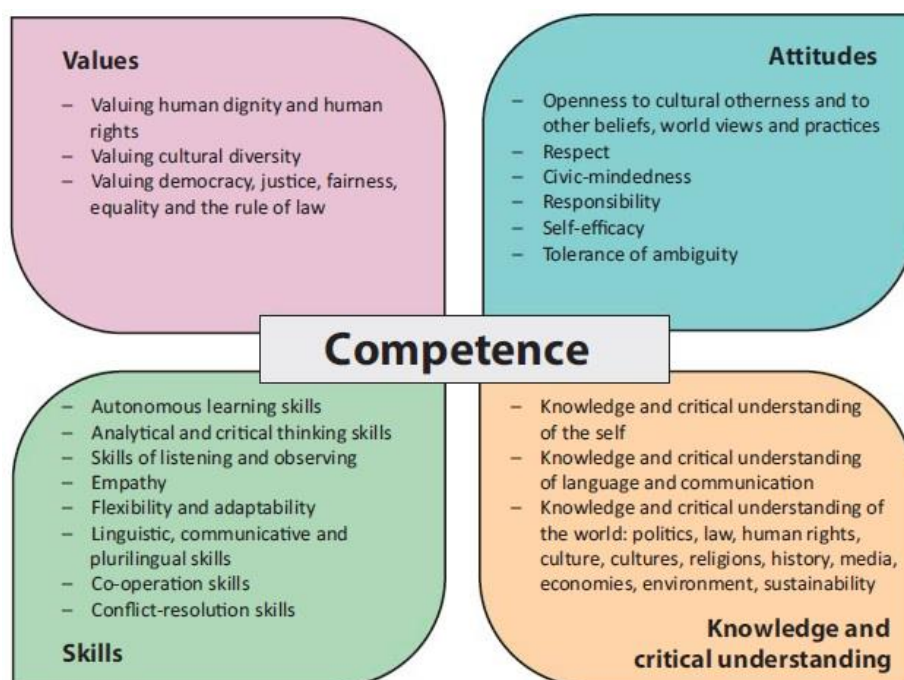 Values
– Valuing human dignity and human
rights
– Valuing cultural diversity
– Valuing democracy, justice, fairness,
equality and the rule of law
Attitudes
– Openness to cultural otherness and to
other beliefs, world views and practices
– Respect
– Civic-mindedness
– Responsibility
– Self-efficacy
– Tolerance of ambiguity
Competence
– Autonomous learning skills
– Analytical and critical thinking skills
– Skills of listening and observing
– Empathy
– Flexibility and adaptability
– Linguistic, communicative and
plurilingual skills
– Co-operation skills
– Conflict-resolution skills
Skills
– Knowledge and critical understanding
of the self
– Knowledge and critical understanding
of language and communication
– Knowledge and critical understanding of
the world: politics, law, human rights,
culture, cultures, religions, history, media,
economies, environment, sustainability
Knowledge and
critical understanding